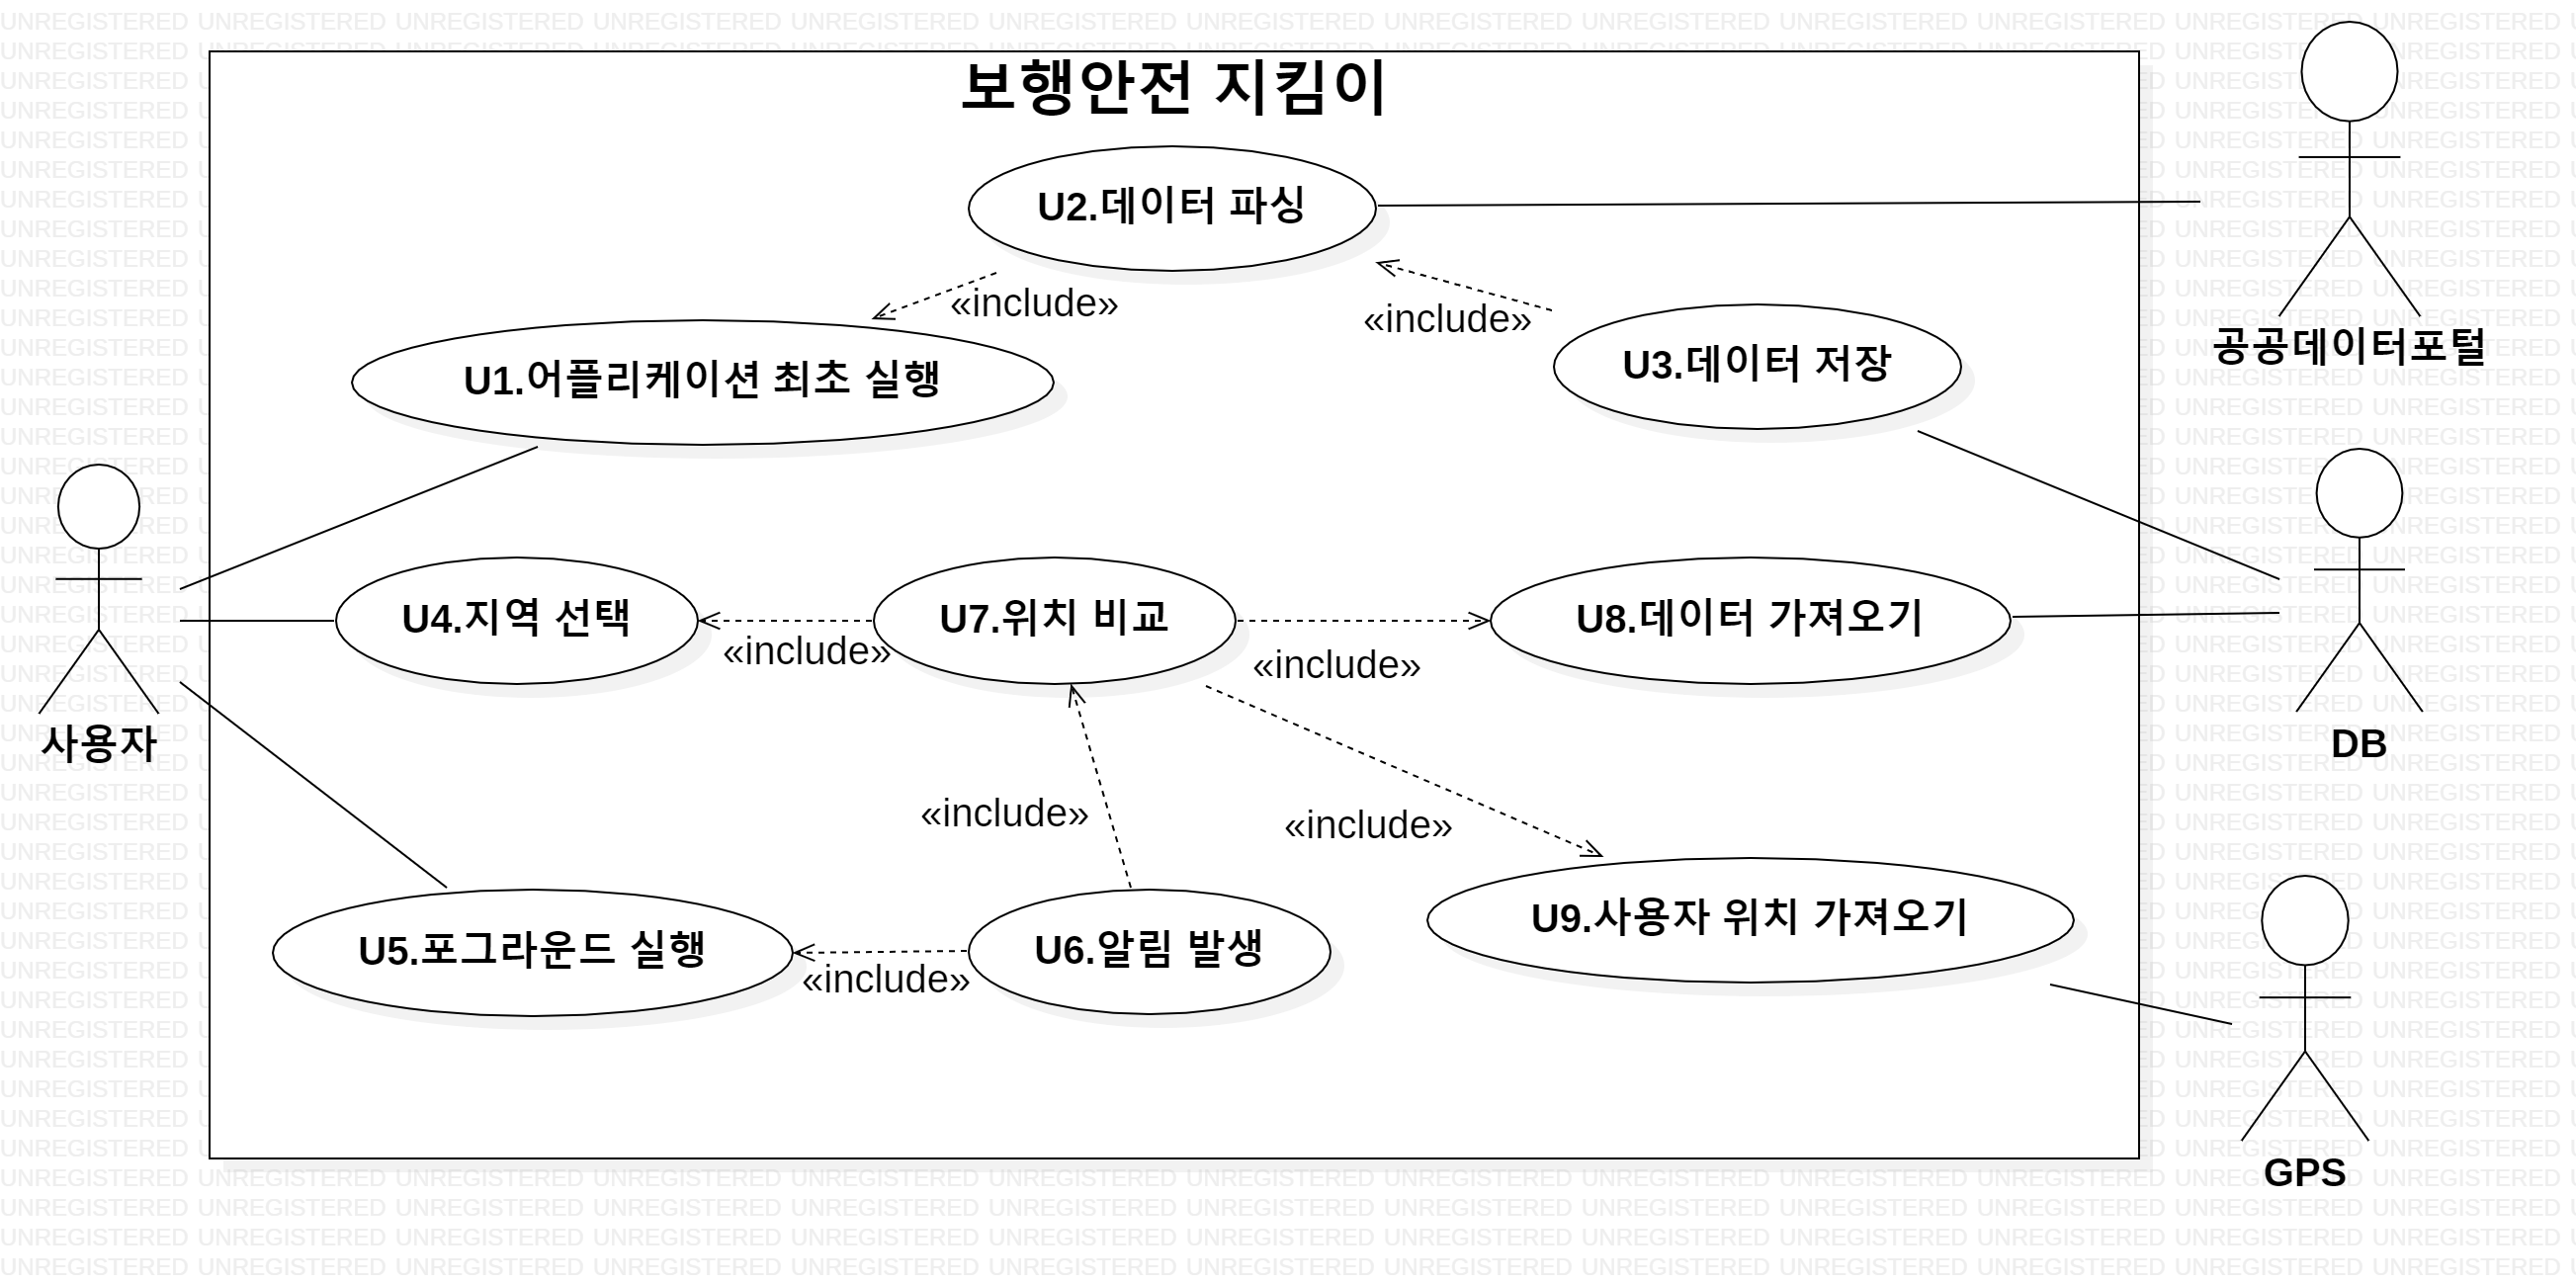 보행안전 지킴이
U2.데이터 파싱
«include»
«include»
U1.어플리케이션 최초 실행
U3.데이터 저장
공공데이터포털
U4.지역 선택
U7.위치 비교
U8.데이터 가져오기
«include»
«include»
사용자
DB
«include»
«include»
U5.포그라운드 실행
U6.알림 발생
U9.사용자 위치 가져오기
«include»
GPS
UNREGISTERED